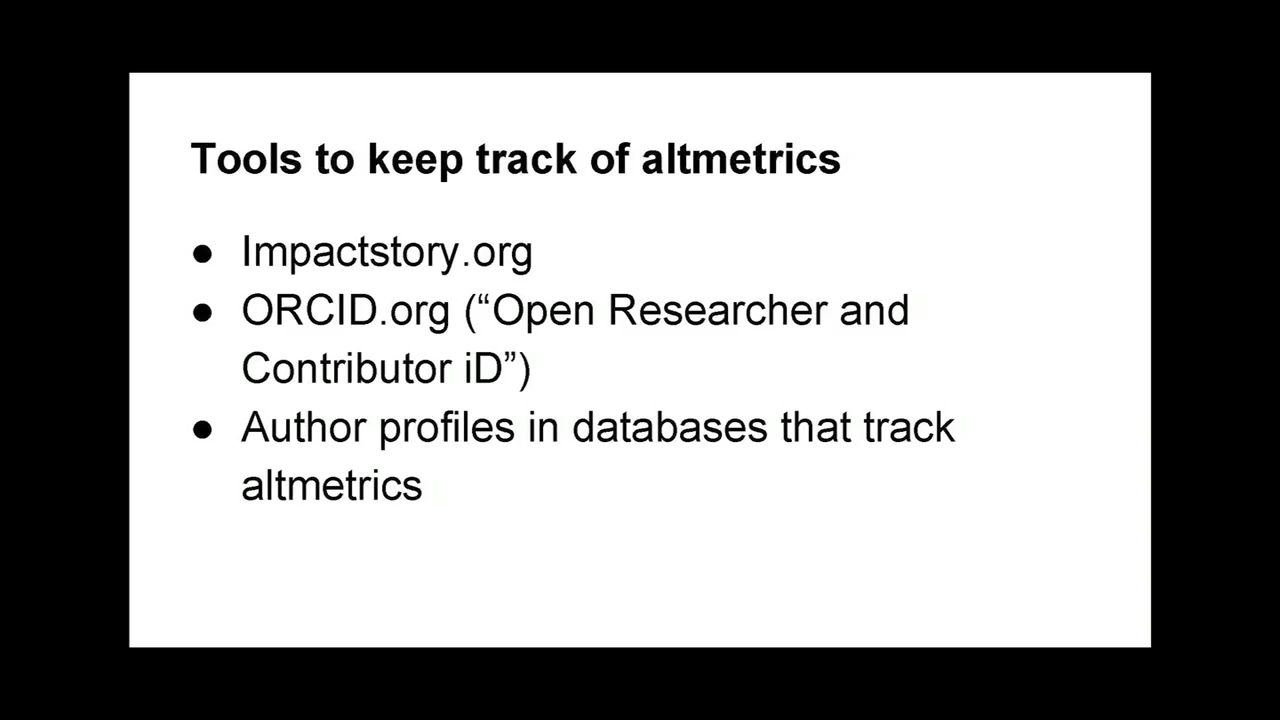 Tools to keep track of altmetrics
● Impactstory.org
● ORCID.org (“Open Researcher and
Contributor iD”)
● Author profiles in databases that track
altmetrics